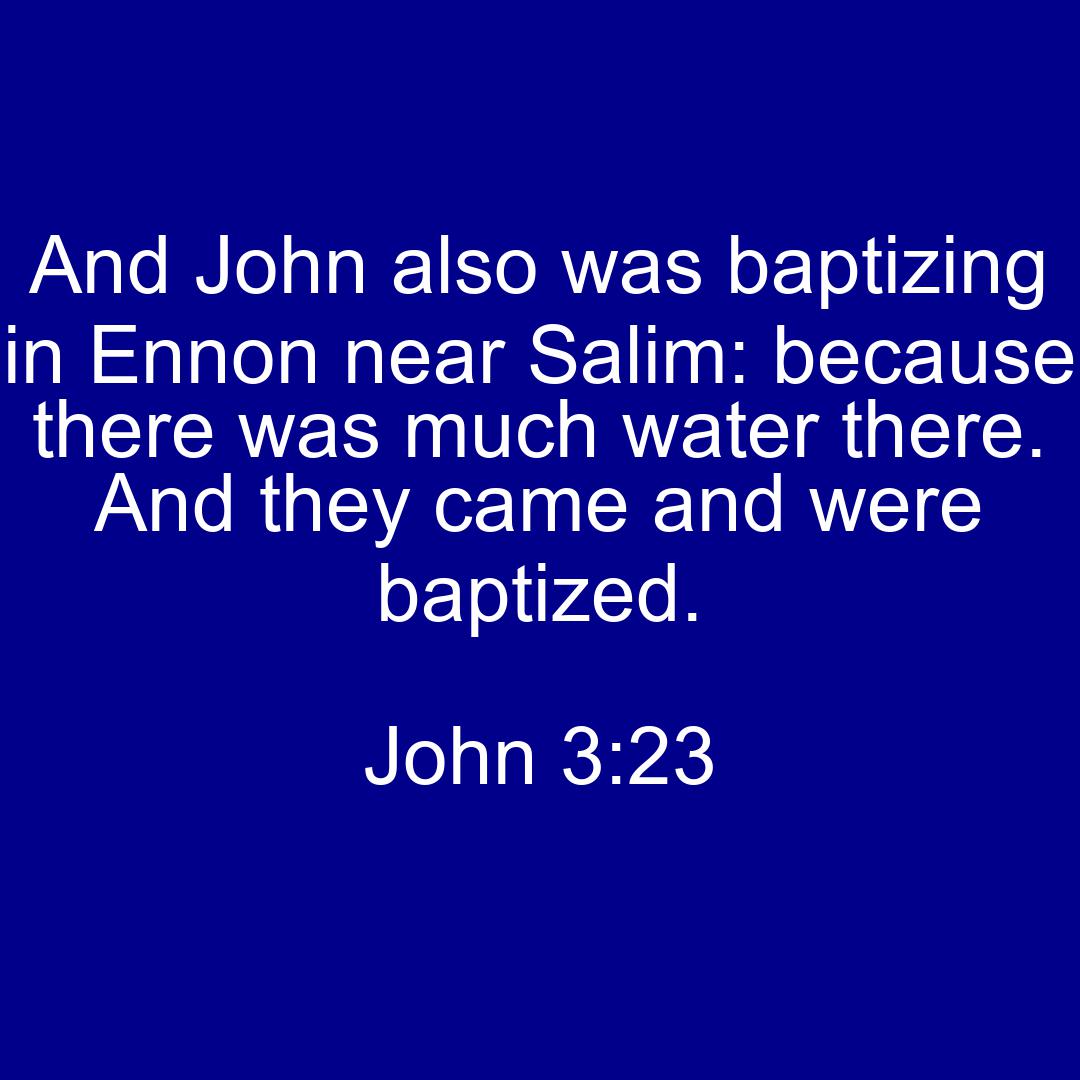 And John also was baptizing
in Ennon near Salim: because
there was much water there.
And they came and were
baptized.
John 3:23